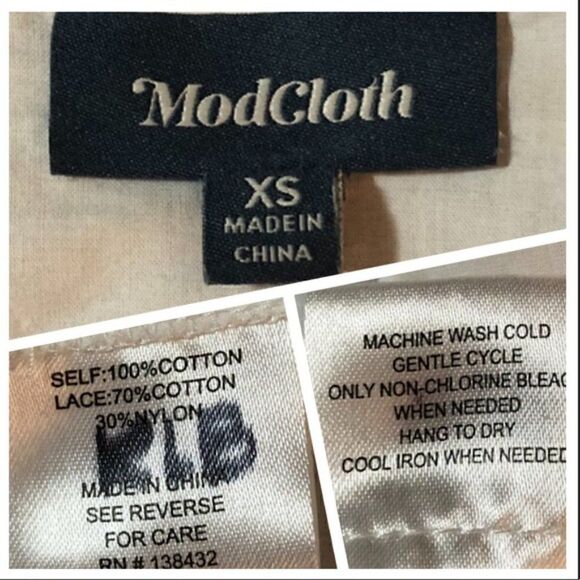 ModCloth
XS
MADE IN
CHINA
SELF:100%COTTON
LACE:70%COTTON
30%NYLON
RLB
MADE IN CHINA
SEE REVERSE
FOR CARE
RN # 138432
MACHINE WASH COLD
GENTLE CYCLE
ONLY NON-CHLORINE BLEAC
WHEN NEEDED
HANG TO DRY
COOL IRON WHEN NEEDED